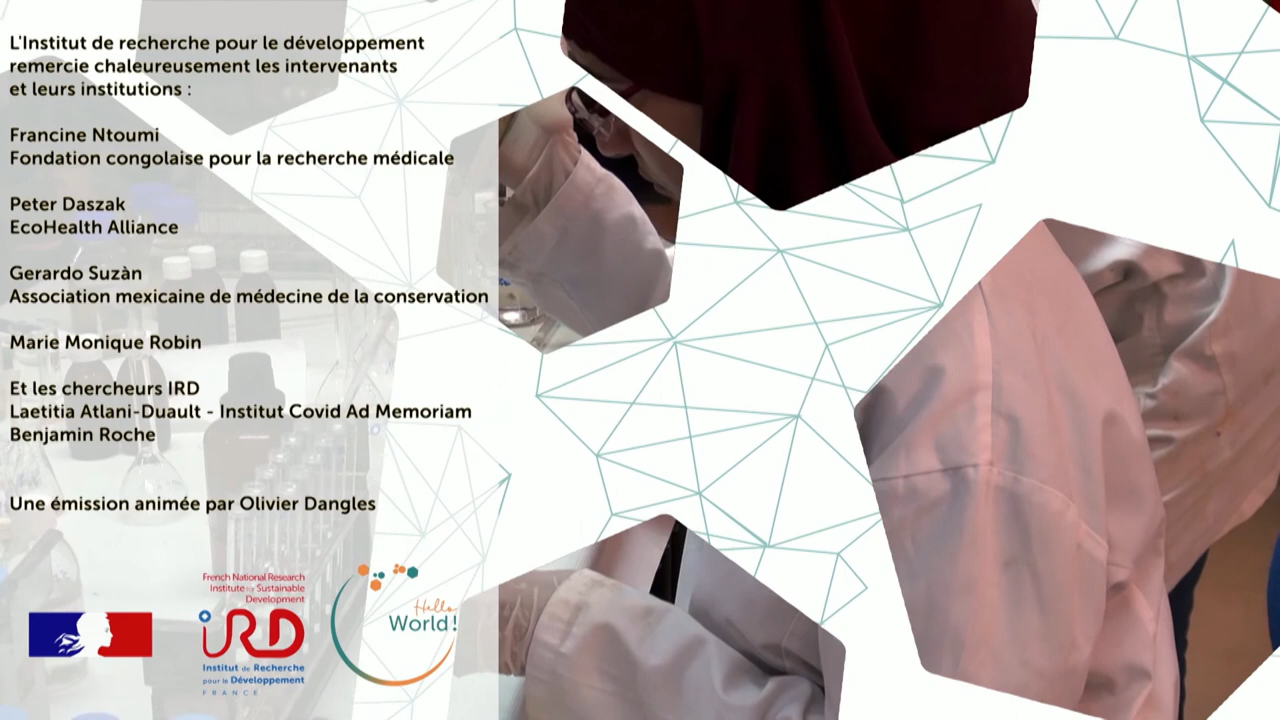 L'Institut de recherche pour le développement
remercie chaleureusement les intervenants
et leurs institutions :
Francine Ntoumi
Fondation congolaise pour la recherche médicale
Peter Daszak
EcoHealth Alliance
Gerardo Suzàn
Association mexicaine de médecine de la conservation
Marie Monique Robin
Et les chercheurs IRD
Laetitia Atlani-Duault - Institut Covid Ad Memoriam
Benjamin Roche
Une émission animée par Olivier Dangles
French National Research
Institute for Sustainable
Development
IRD
Institut de Recherche
pour le Développement
FRANCE
Hello
World!